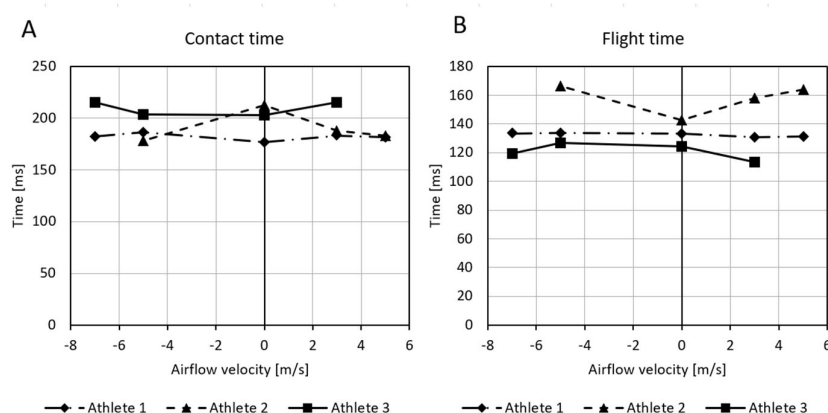 A
Contact time
250
200
150
100
50
0
Time [ms]
-8 -6 -4 -2 0 2 4 6
Airflow velocity [m/s]
Athlete 1 Athlete 2 Athlete 3
B
Flight time
180
160
140
120
100
80
60
40
20
0
Time [ms]
-8 -6 -4 -2 0 2 4 6
Airflow velocity [m/s]
Athlete 1 Athlete 2 Athlete 3